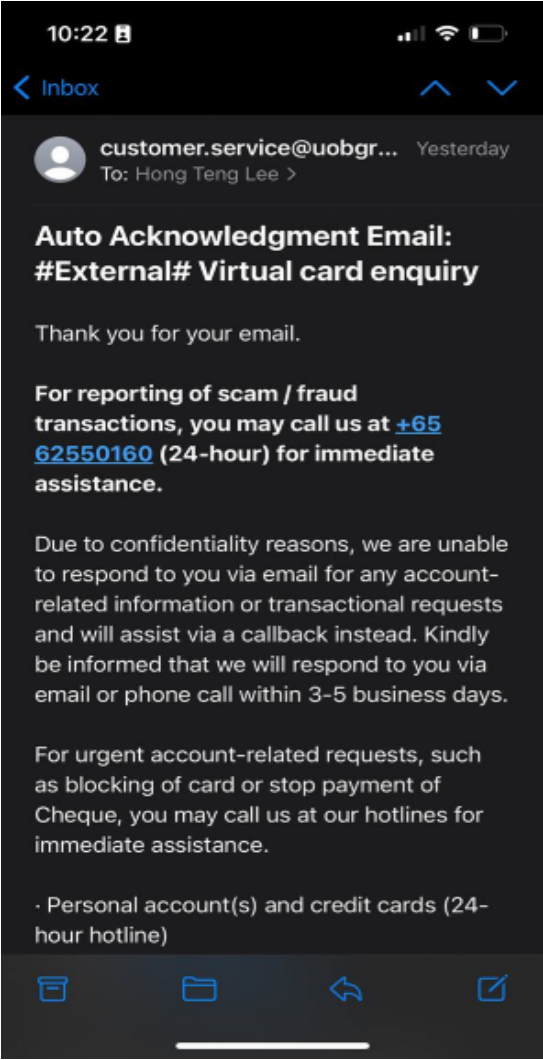 10:22
Inbox
customer.service@uobgr... Yesterday
To: Hong Teng Lee >
Auto Acknowledgment Email:
#External# Virtual card enquiry
Thank you for your email.
For reporting of scam / fraud
transactions, you may call us at +65
62550160 (24-hour) for immediate
assistance.
Due to confidentiality reasons, we are unable
to respond to you via email for any account-
related information or transactional requests
and will assist via a callback instead. Kindly
be informed that we will respond to you via
email or phone call within 3-5 business days.
For urgent account-related requests, such
as blocking of card or stop payment of
Cheque, you may call us at our hotlines for
immediate assistance.
· Personal account(s) and credit cards (24-
hour hotline)